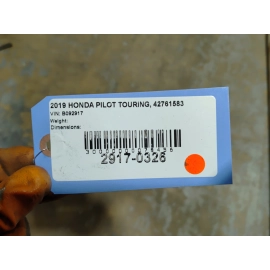 2019 HONDA PILOT TOURING, 42761583
VIN: B092917
Weight:
Dimensions:
2917-0326